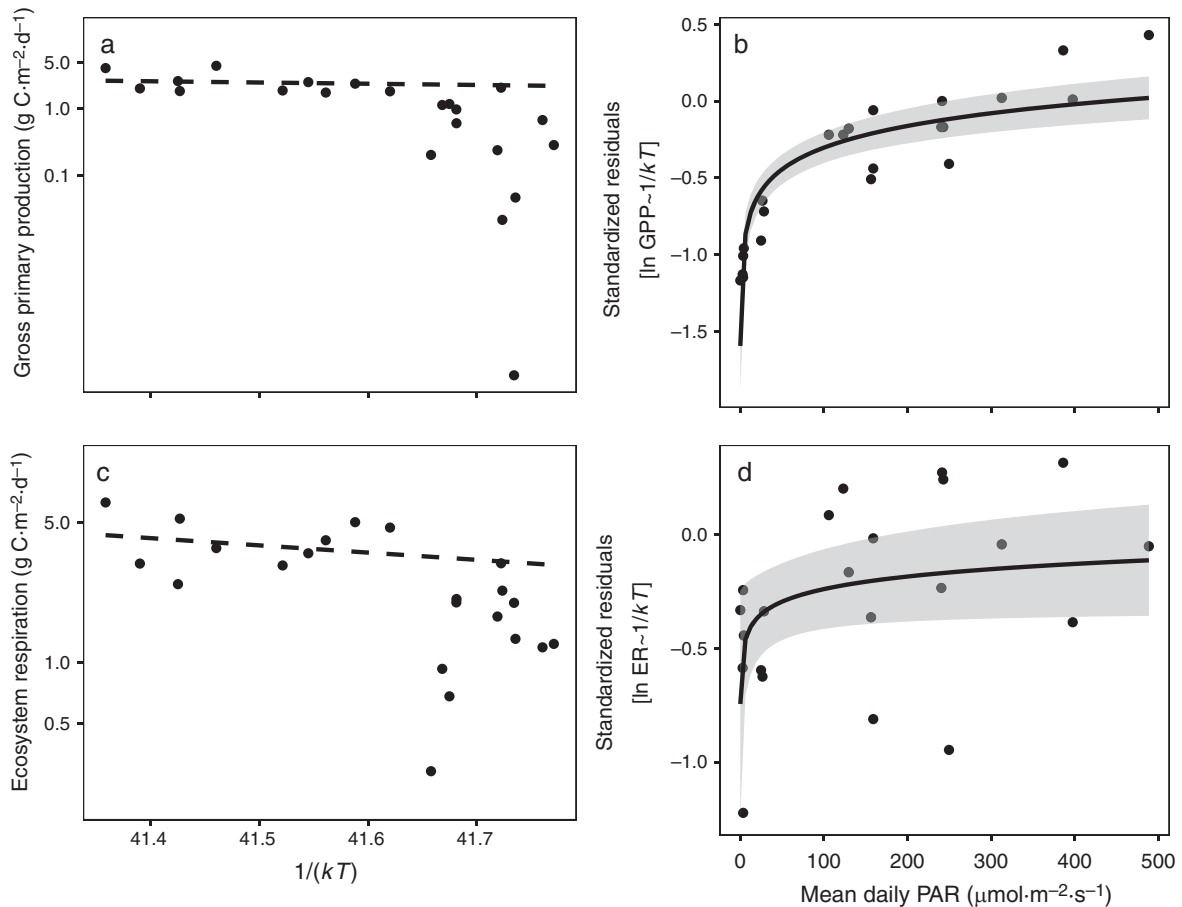 a
Gross primary production (g C·m–2·d–1)
5.0
1.0
0.1
b
Standardized residuals
[ln GPP~1/kT]
0.5
0.0
–0.5
–1.0
–1.5
c
Ecosystem respiration (g C·m–2·d–1)
5.0
1.0
0.5
41.4 41.5 41.6 41.7
1/(kT)
d
Standardized residuals
[ln ER~1/kT]
0.0
–0.5
–1.0
0 100 200 300 400 500
Mean daily PAR (μmol·m–2·s–1)